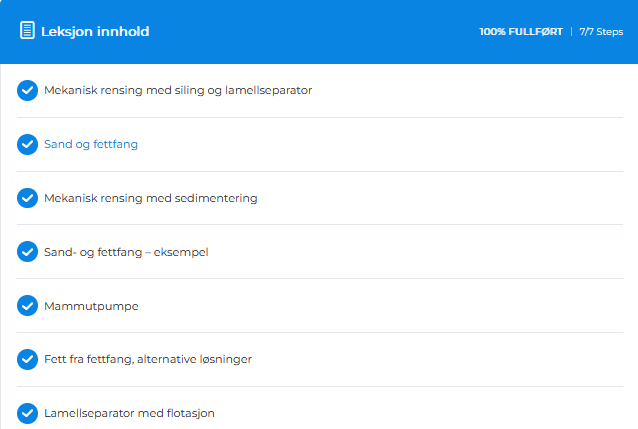 Leksjon innhold
100% FULLFØRT | 7/7 Steps
Mekanisk rensing med siling og lamellseparator
Sand og fettfang
Mekanisk rensing med sedimentering
Sand- og fettfang – eksempel
Mammutpumpe
Fett fra fettfang, alternative løsninger
Lamellseparator med flotasjon